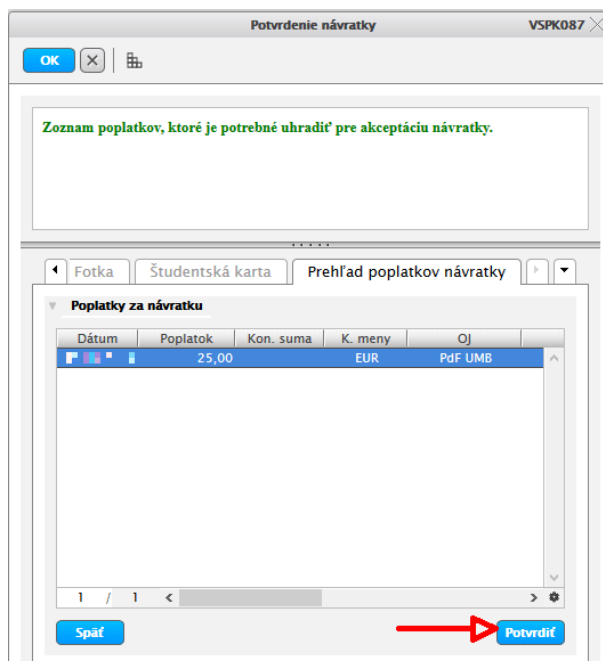 Potvrdenie návratky VSPK087
OK
Zoznam poplatkov, ktoré je potrebné uhradiť pre akceptáciu návratky.
Fotka Študentská karta Prehľad poplatkov návratky
Poplatky za návratku
Dátum Poplatok Kon. suma K. meny OJ
25,00 EUR PdF UMB
1 / 1
Späť Potvrdiť